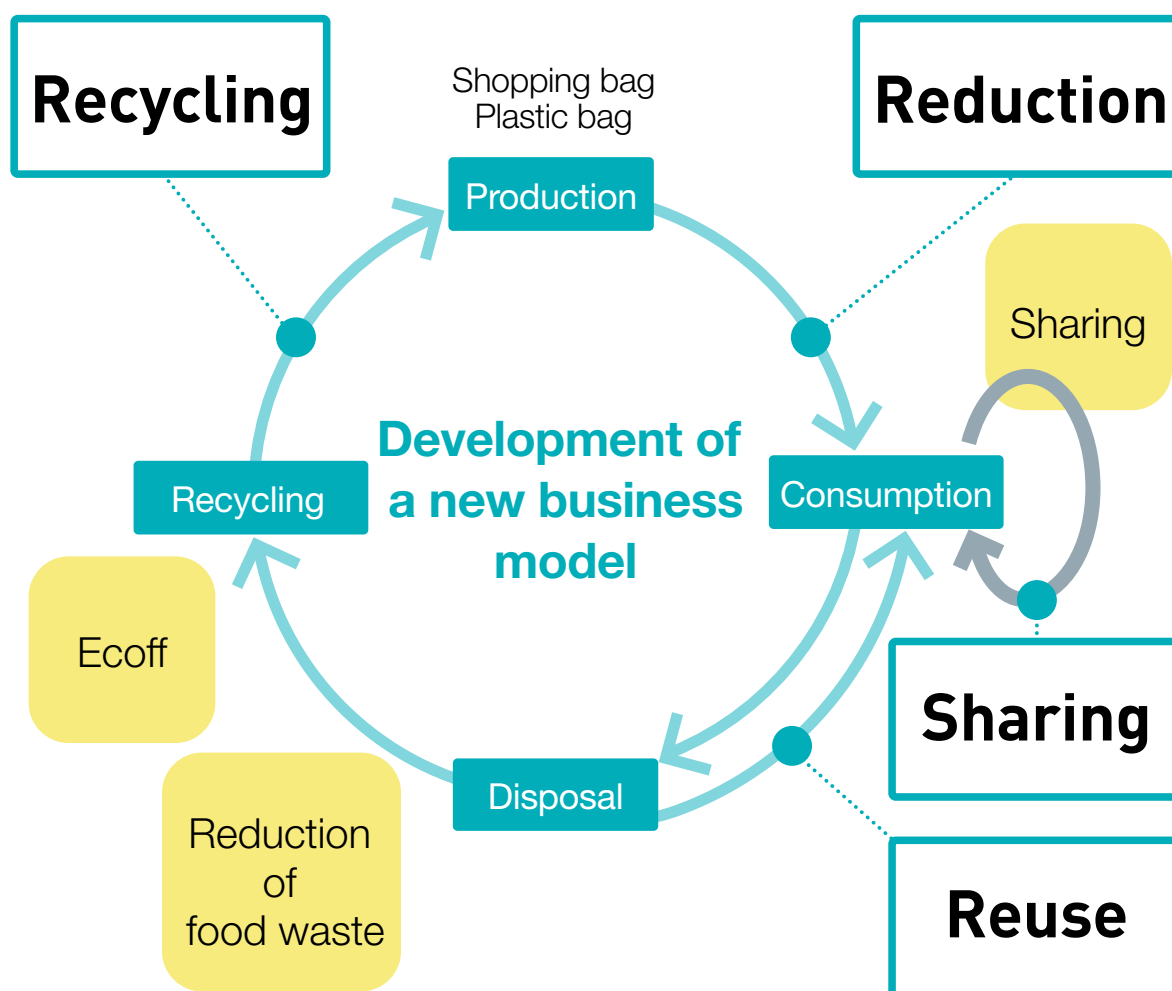 Recycling
Shopping bag
Plastic bag
Reduction
Production
Sharing
Development of
a new business
model
Recycling
Consumption
Ecoff
Sharing
Disposal
Reduction
of
food waste
Reuse